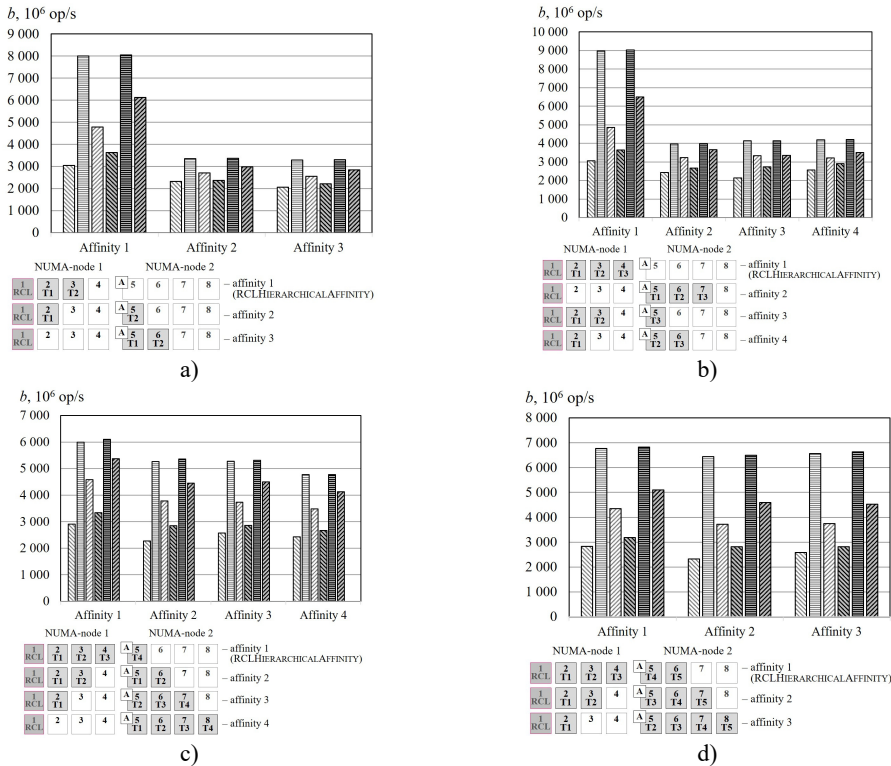 b, 10⁶ op/s
9 000
8 000
7 000
6 000
5 000
4 000
3 000
2 000
1 000
0
Affinity 1 Affinity 2 Affinity 3
NUMA-node 1 NUMA-node 2
1 2 3 4 A 5 6 7 8 – affinity 1
RCL T1 T2 (RCLHIERARCHICALAFFINITY)
1 2 3 4 A 5 6 7 8 – affinity 2
RCL T1 T2
1 2 3 4 A 5 6 7 8 – affinity 3
RCL T1 T2
a)
b, 10⁶ op/s
10 000
9 000
8 000
7 000
6 000
5 000
4 000
3 000
2 000
1 000
0
Affinity 1 Affinity 2 Affinity 3 Affinity 4
NUMA-node 1 NUMA-node 2
1 2 3 4 A 5 6 7 8 – affinity 1
RCL T1 T2 T3 (RCLHIERARCHICALAFFINITY)
1 2 3 4 A 5 6 7 8 – affinity 2
RCL T1 T2 T3
1 2 3 4 A 5 6 7 8 – affinity 3
RCL T1 T2 T3
1 2 3 4 A 5 6 7 8 – affinity 4
RCL T1 T2 T3
b)
b, 10⁶ op/s
7 000
6 000
5 000
4 000
3 000
2 000
1 000
0
Affinity 1 Affinity 2 Affinity 3 Affinity 4
NUMA-node 1 NUMA-node 2
1 2 3 4 A 5 6 7 8 – affinity 1
RCL T1 T2 T3 T4 (RCLHIERARCHICALAFFINITY)
1 2 3 4 A 5 6 7 8 – affinity 2
RCL T1 T2 T1 T2
1 2 3 4 A 5 6 7 8 – affinity 3
RCL T1 T2 T3 T4
1 2 3 4 A 5 6 7 8 – affinity 4
RCL T1 T2 T3 T4
c)
b, 10⁶ op/s
8 000
7 000
6 000
5 000
4 000
3 000
2 000
1 000
0
Affinity 1 Affinity 2 Affinity 3
NUMA-node 1 NUMA-node 2
1 2 3 4 A 5 6 7 8 – affinity 1
RCL T1 T2 T3 T4 T5 (RCLHIERARCHICALAFFINITY)
1 2 3 4 A 5 6 7 8 – affinity 2
RCL T1 T2 T3 T4 T5
1 2 3 4 A 5 6 7 8 – affinity 3
RCL T1 T2 T3 T4 T5
d)